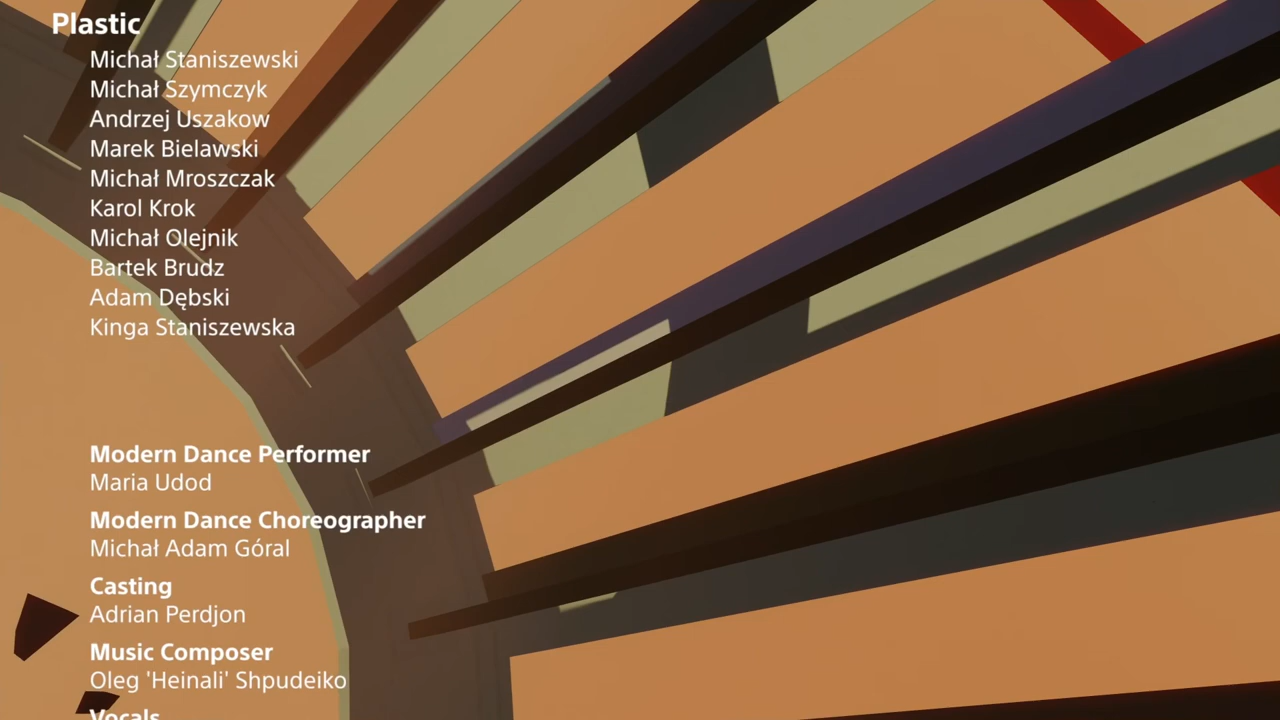 Plastic
Michał Staniszewski
Michał Szymczyk
Andrzej Uszakow
Marek Bielawski
Michał Mroszczak
Karol Krok
Michał Olejnik
Bartek Brudz
Adam Dębski
Kinga Staniszewska
Modern Dance Performer
Maria Udod
Modern Dance Choreographer
Michał Adam Góral
Casting
Adrian Perdjon
Music Composer
Oleg 'Heinali' Shpudeiko
Vocals